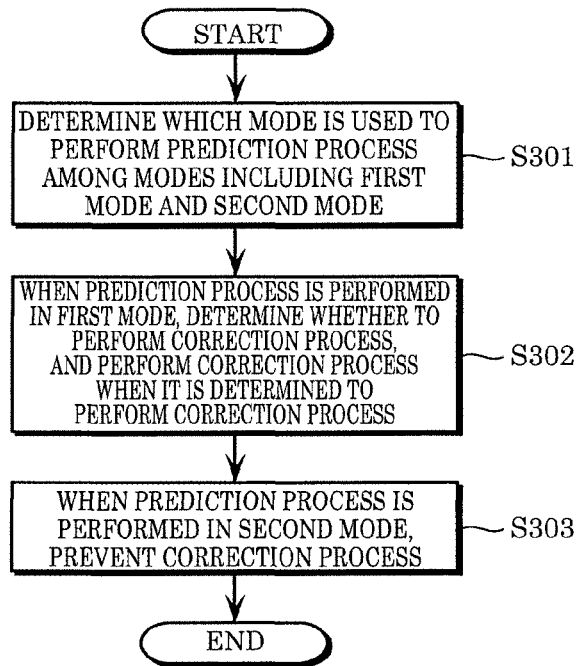 START
DETERMINE WHICH MODE IS USED TO
PERFORM PREDICTION PROCESS
AMONG MODES INCLUDING FIRST
MODE AND SECOND MODE
S301
WHEN PREDICTION PROCESS IS PERFORMED
IN FIRST MODE, DETERMINE WHETHER TO
PERFORM CORRECTION PROCESS,
AND PERFORM CORRECTION PROCESS
WHEN IT IS DETERMINED TO
PERFORM CORRECTION PROCESS
S302
WHEN PREDICTION PROCESS IS
PERFORMED IN SECOND MODE,
PREVENT CORRECTION PROCESS
S303
END